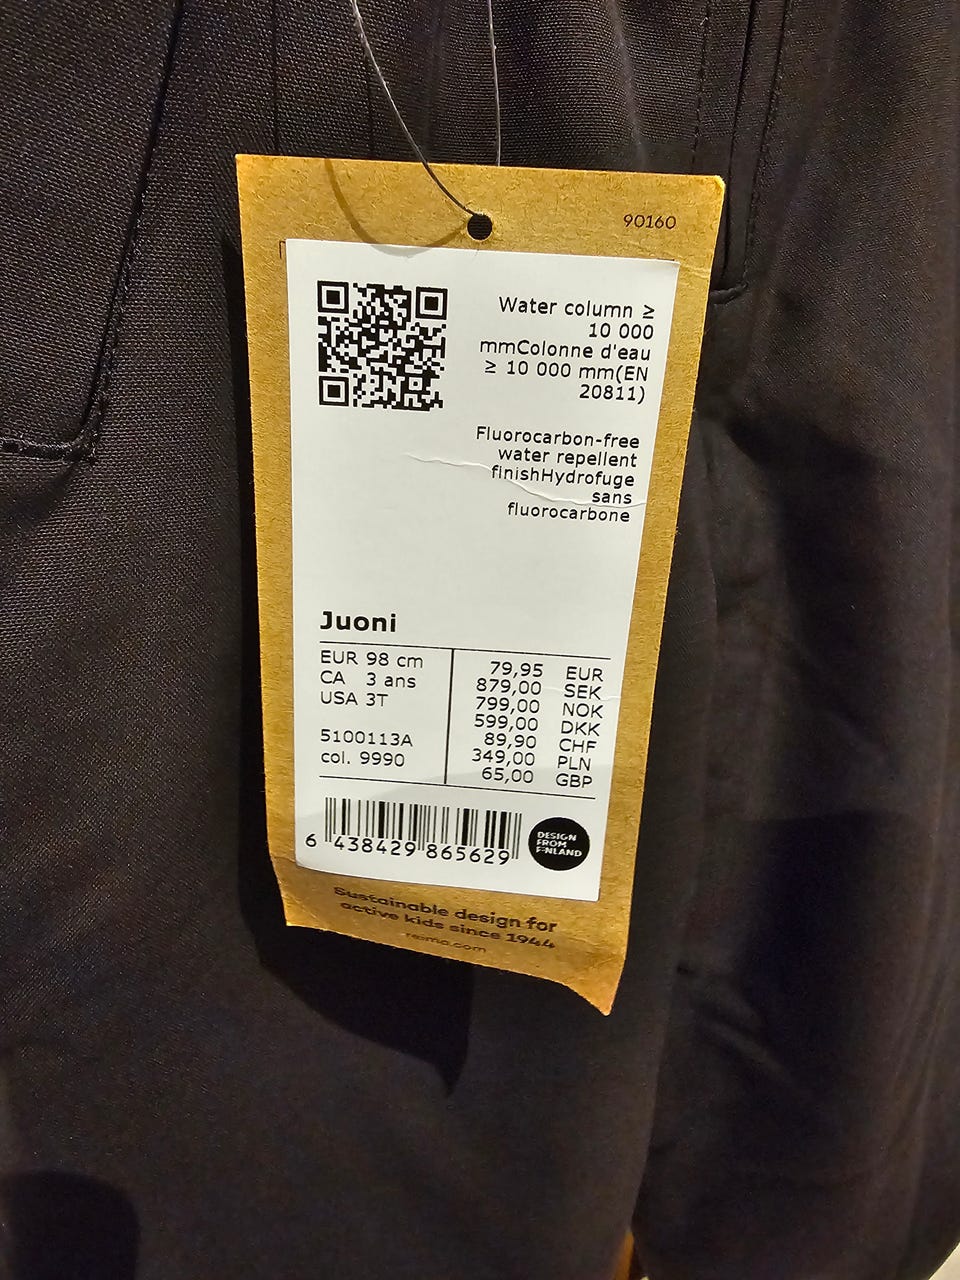 90160
Water column ≥
10 000
mmColonne d'eau
≥ 10 000 mm(EN
20811)
Fluorocarbon-free
water repellent
finishHydrofuge
sans
fluorocarbone
Juoni
EUR 98 cm
CA 3 ans
USA 3T
5100113A
col. 9990
79,95 EUR
879,00 SEK
799,00 NOK
599,00 DKK
89,90 CHF
349,00 PLN
65,00 GBP
6 438429 865629
DESIGN
FROM
FINLAND
Sustainable design for
active kids since 1944
reima.com